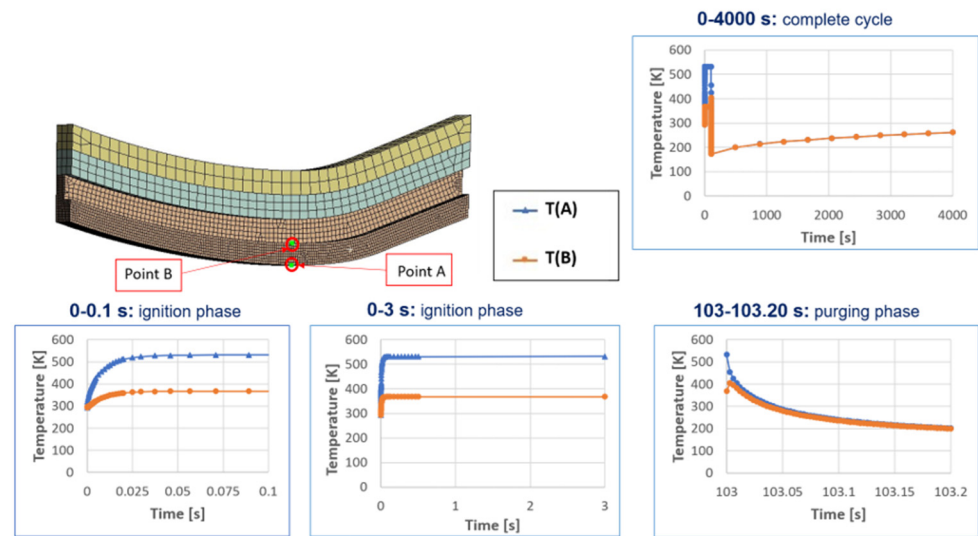 0-4000 s: complete cycle
600
500
400
300
200
100
0
Temperature [K]
0 1000 2000 3000 4000
Time [s]
T(A)
T(B)
Point B
Point A
0-0.1 s: ignition phase
600
500
400
300
200
100
0
Temperature [K]
0 0.025 0.05 0.075 0.1
Time [s]
0-3 s: ignition phase
600
500
400
300
200
100
0
Temperature [K]
0 1 2 3
Time [s]
103-103.20 s: purging phase
600
500
400
300
200
100
0
Temperature [K]
103 103.05 103.1 103.15 103.2
Time [s]